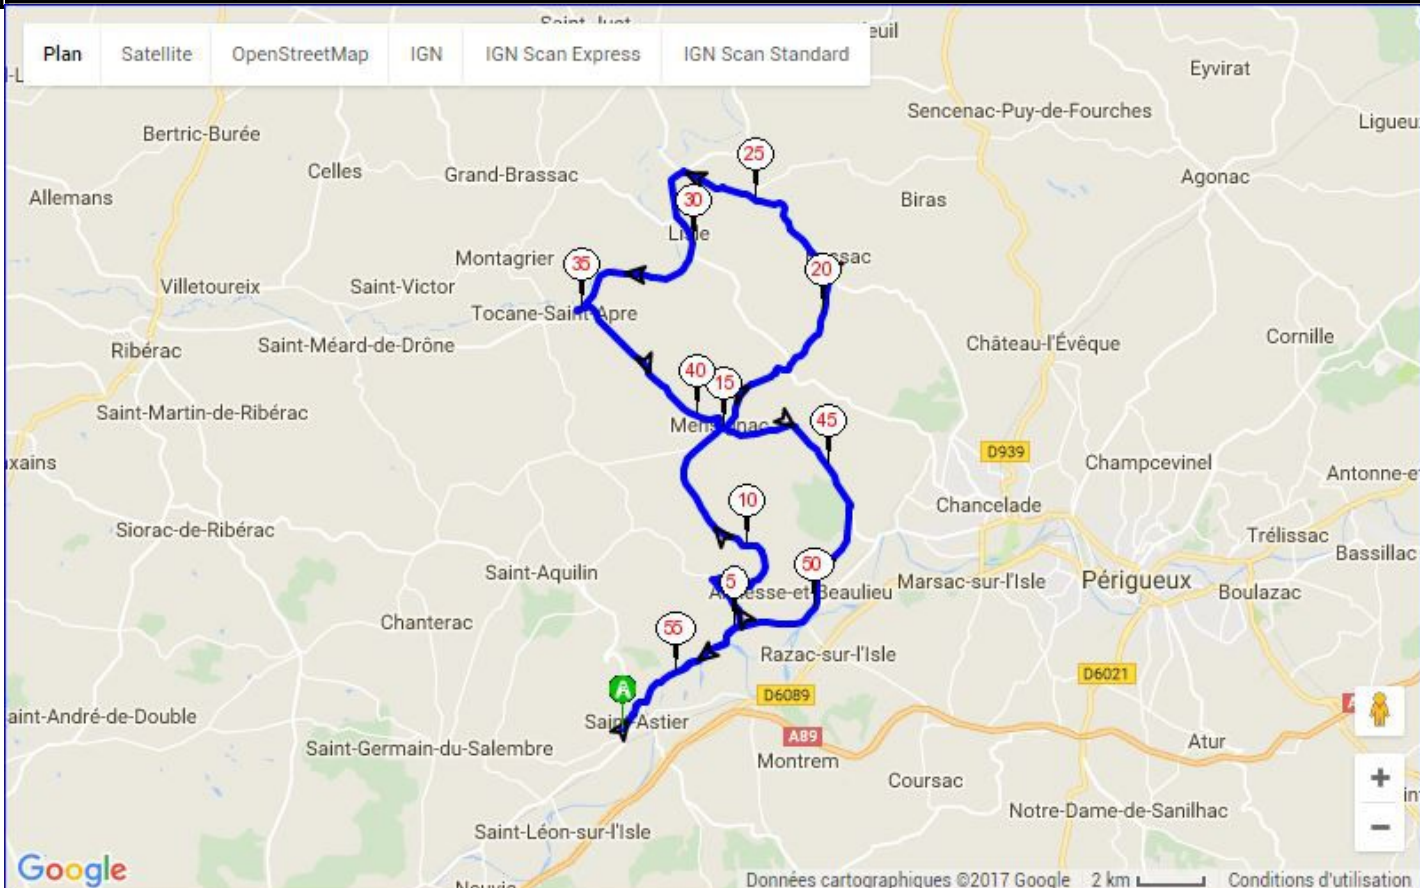 Plan
Satellite
OpenStreetMap
IGN
IGN Scan Express
IGN Scan Standard
Eyvirat
Sencenac-Puy-de-Fourches
Bertric-Burée
25
Celles
Grand-Brassac
Agonac
Allemans
30
Biras
Lisle
Montagrier
35
20
Villetoureix
Saint-Victor
Tocane-Saint-Apre
Cornille
Ribérac
Saint-Méard-de-Drône
Château-l'Évêque
40
15
Saint-Martin-de-Ribérac
45
D939
Champcevinel
10
Chancelade
Siorac-de-Ribérac
Trélissac
Bassillac
50
Saint-Aquilin
5
Marsac-sur-l'Isle
Périgueux
Boulazac
Chanterac
55
Razac-sur-l'Isle
D6021
D6089
A
Saint-Astier
A89
Atur
Saint-Germain-du-Salembre
Montrem
Coursac
Notre-Dame-de-Sanilhac
Saint-Léon-sur-l'Isle
+
−
Google
Données cartographiques ©2017 Google
2 km
Conditions d'utilisation